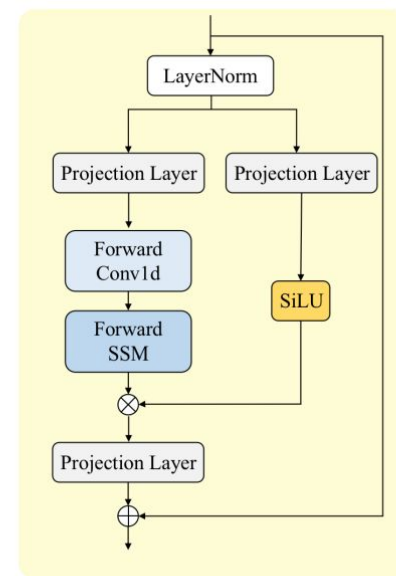 LayerNorm
Projection Layer
Projection Layer
Forward
Conv1d
SiLU
Forward
SSM
Projection Layer